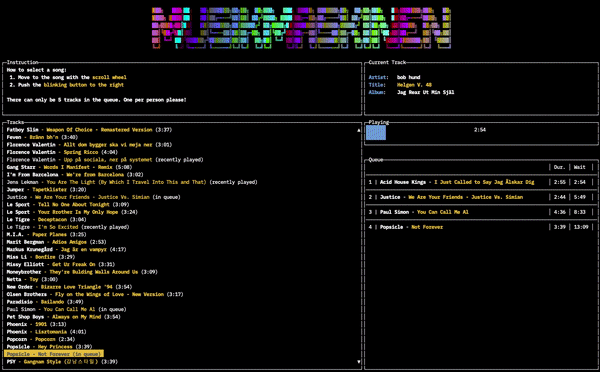 Instruction
How to select a song:
1. Move to the song with the scroll wheel
2. Push the blinking button to the right
There can only be 5 tracks in the queue. One per person please!
Current Track
Artist: bob hund
Title: Helgen V. 48
Album: Jag Rear Ut Min Själ
Playing
2:54
Tracks
Fatboy Slim - Weapon Of Choice - Remastered Version (3:37)
Feven - Bränn bh'n (3:40)
Florence Valentin - Allt dom bygger ska vi meja ner (3:01)
Florence Valentin - Spring Ricco (4:04)
Florence Valentin - Upp på sociala, ner på systemet (recently played)
Gang Starr - Words I Manifest - Remix (5:08)
I'm From Barcelona - We're from Barcelona (3:02)
Jens Lekman - You Are The Light (By Which I Travel Into This and That) (recently played)
Jumper - Tapetklister (3:20)
Justice - We Are Your Friends - Justice Vs. Simian (in queue)
Le Sport - Tell No One About Tonight (3:09)
Le Sport - Your Brother Is My Only Hope (3:24)
Le Tigre - Deceptacon (3:04)
Le Tigre - I'm So Excited (recently played)
M.I.A. - Paper Planes (3:25)
Marit Bergman - Adios Amigos (2:53)
Markus Krunegård - Jag är en vampyr (4:17)
Miss Li - Bonfire (3:29)
Missy Elliott - Get Ur Freak On (3:31)
Moneybrother - They're Building Walls Around Us (3:09)
Netta - Toy (3:00)
New Order - Bizarre Love Triangle '94 (3:54)
Olsen Brothers - Fly on the Wings of Love - New Version (3:17)
Paradisio - Bailando (3:49)
Paul Simon - You Can Call Me Al (in queue)
Pet Shop Boys - Always on My Mind (3:54)
Phoenix - 1901 (3:13)
Phoenix - Lisztomania (4:01)
Popcorn - Popcorn (2:34)
Popsicle - Hey Princess (3:39)
Popsicle - Not Forever (in queue)
PSY - Gangnam Style (강남스타일) (3:39)
Queue
Dur. | Wait
1 | Acid House Kings - I Just Called to Say Jag Älskar Dig | 2:55 | 2:54
2 | Justice - We Are Your Friends - Justice Vs. Simian | 2:44 | 5:49
3 | Paul Simon - You Can Call Me Al | 4:36 | 8:33
4 | Popsicle - Not Forever | 3:39 | 13:09